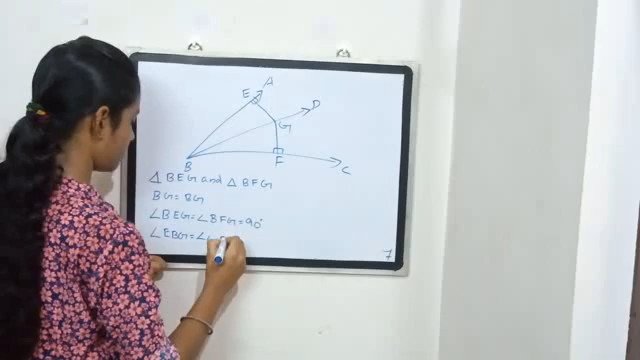 A
E
D
G
B
F
C
△ BEG and △ BFG
BG = BG
∠BEG = ∠BFG = 90°
∠EBG = ∠
7